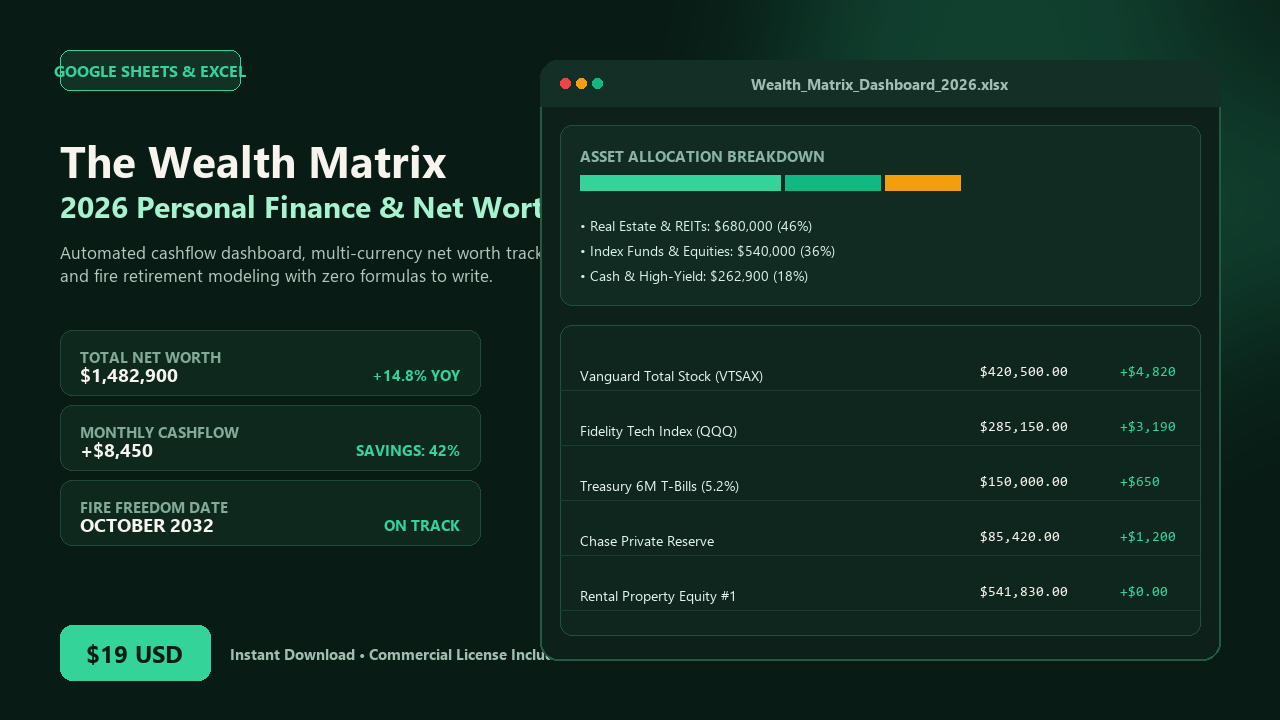 GOOGLE SHEETS & EXCEL
The Wealth Matrix
2026 Personal Finance & Net
Automated cashflow dashboard, multi-currency net worth
and fire retirement modeling with zero formulas to write.
TOTAL NET WORTH
$1,482,900
+14.8% YOY
MONTHLY CASHFLOW
+$8,450
SAVINGS: 42%
FIRE FREEDOM DATE
OCTOBER 2032
ON TRACK
$19 USD
Instant Download • Commercial License
Wealth_Matrix_Dashboard_2026.xlsx
ASSET ALLOCATION BREAKDOWN
• Real Estate & REITs: $680,000 (46%)
• Index Funds & Equities: $540,000 (36%)
• Cash & High-Yield: $262,900 (18%)
Vanguard Total Stock (VTSAX) $420,500.00 +$4,820
Fidelity Tech Index (QQQ) $285,150.00 +$3,190
Treasury 6M T-Bills (5.2%) $150,000.00 +$650
Chase Private Reserve $85,420.00 +$1,200
Rental Property Equity #1 $541,830.00 +$0.00